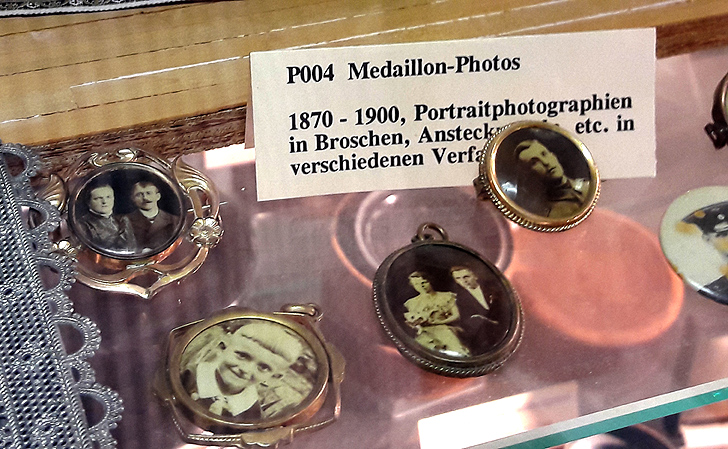 P004 Medaillon-Photos
1870 - 1900, Portraitphotographien
in Broschen, etc. in
verschiedenen